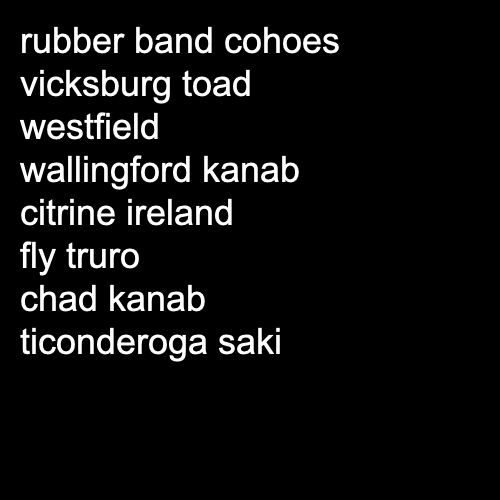 rubber band cohoes
vicksburg toad
westfield
wallingford kanab
citrine ireland
fly truro
chad kanab
ticonderoga saki